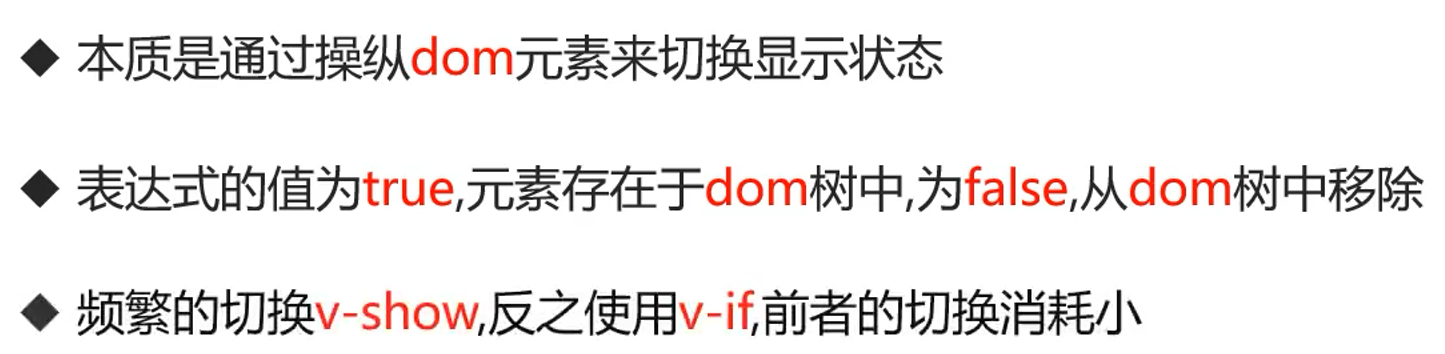 ◆ 本质是通过操纵dom元素来切换显示状态
◆ 表达式的值为true,元素存在于dom树中,为false,从dom树中移除
◆ 频繁的切换v-show,反之使用v-if,前者的切换消耗小